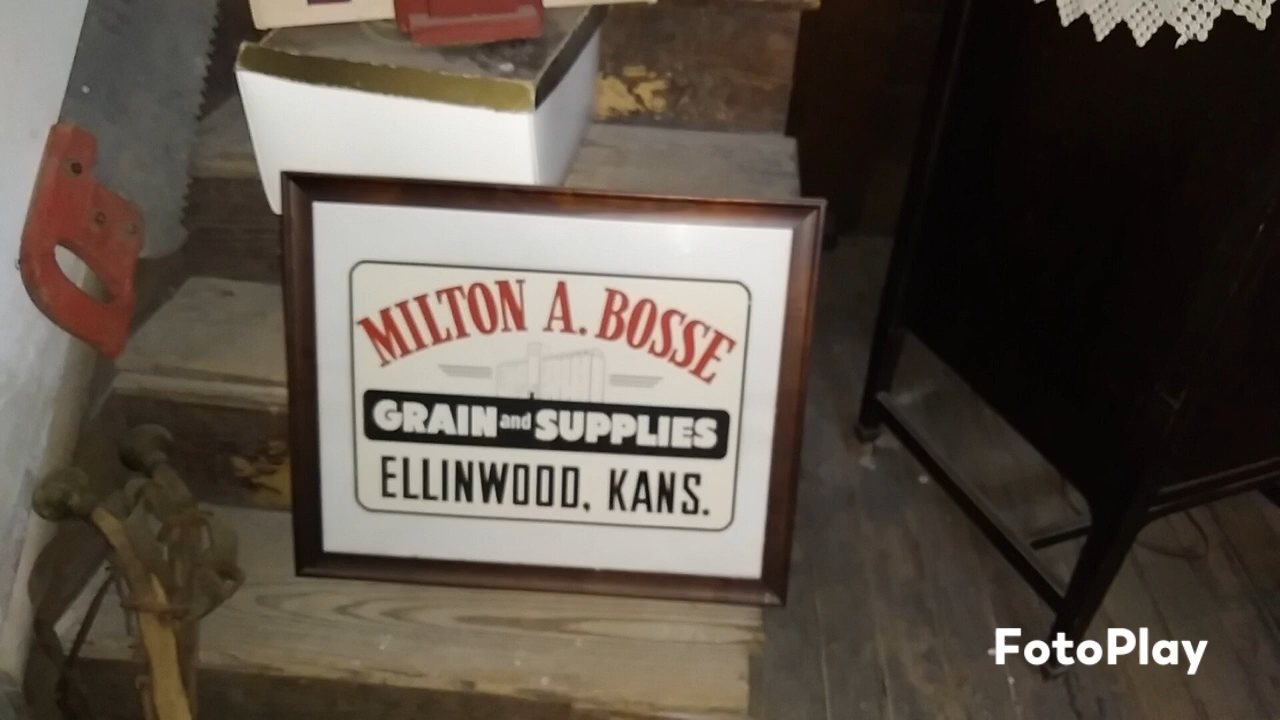 MILTON A. BOSSE
GRAIN and SUPPLIES
ELLINWOOD, KANS.
FotoPlay